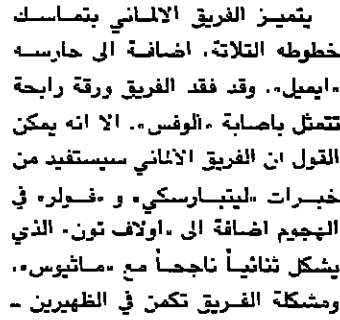 يتميز الفريق الالماني بتماسك
خطوطه الثلاثة، اضافة الى حارسه
«ايميل». وقد فقد الفريق ورقة رابحة
تتمثل باصابة «الوفس». الا انه يمكن
القول ان الفريق الالماني سيستفيد من
خبرات «ليتبارسكي» و «فولر» في
الهجوم اضافة الى «اولاف تون» الذي
يشكل ثنائياً ناجحاً مع «ماثيوس»،
ومشكلة الفريق تكمن في الظهيرين ـ